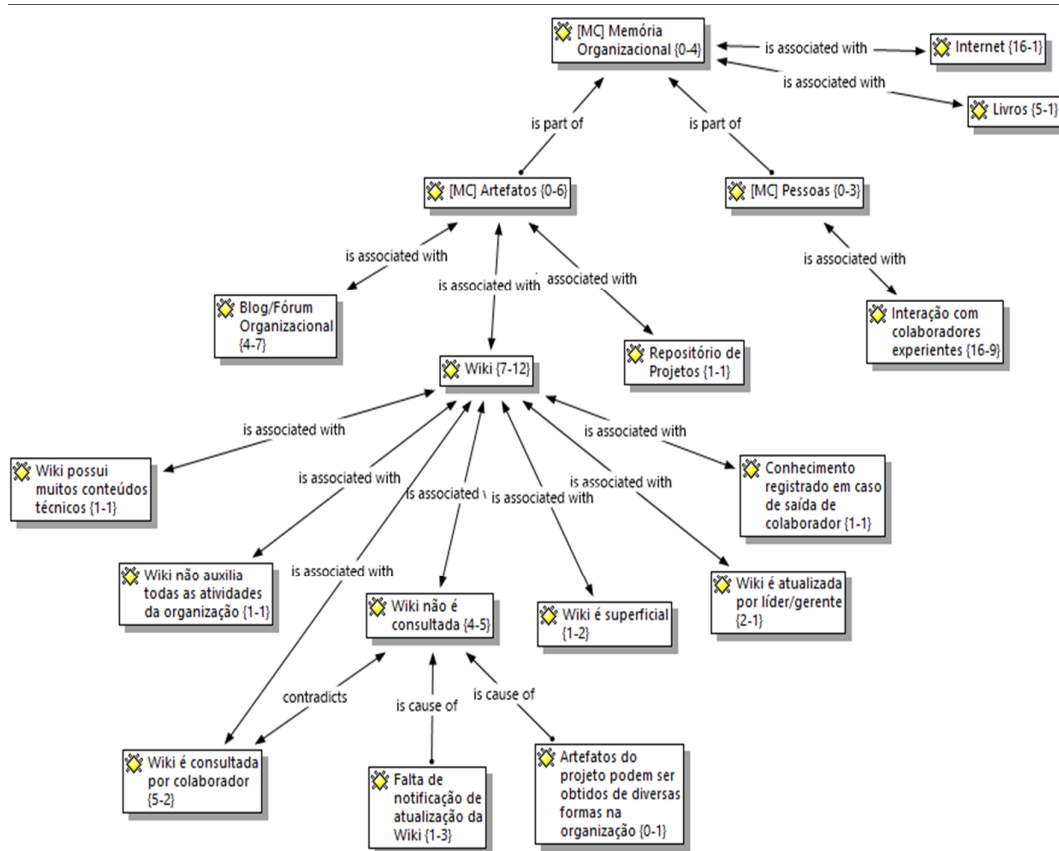 [MC] Memória
Organizacional {0-4}
is associated with
Internet {16-1}
is associated with
Livros {5-1}
is part of
is part of
[MC] Artefatos {0-6}
[MC] Pessoas {0-3}
is associated with
is associated with
associated with
is associated with
Blog/Fórum
Organizacional
{4-7}
Interação com
colaboradores
experientes {16-9}
Wiki {7-12}
Repositório de
Projetos {1-1}
is associated with
is associated with
Wiki possui
muitos conteúdos
técnicos {1-1}
is associated with
is associated
is associated with
is associated with
Conhecimento
registrado em caso
de saída de
colaborador {1-1}
is associated with
Wiki não auxilia
todas as atividades
da organização {1-1}
Wiki não é
consultada {4-5}
Wiki é superficial
{1-2}
Wiki é atualizada
por líder/gerente
{2-1}
contradicts
is cause of
is cause of
Wiki é consultada
por colaborador
{5-2}
Falta de
notificação de
atualização da
Wiki {1-3}
Artefatos do
projeto podem ser
obtidos de diversas
formas na
organização {0-1}